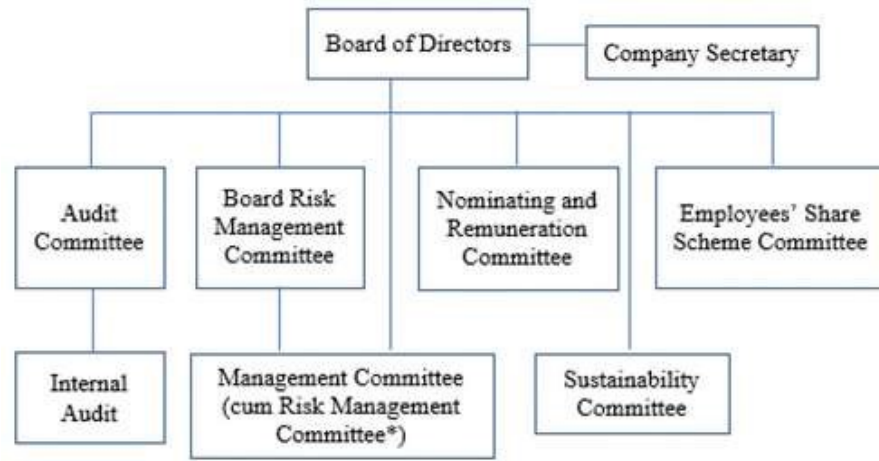 Board of Directors
Company Secretary
Audit
Committee
Board Risk
Management
Committee
Nominating and
Remuneration
Committee
Employees’ Share
Scheme Committee
Internal
Audit
Management Committee
(cum Risk Management
Committee*)
Sustainability
Committee